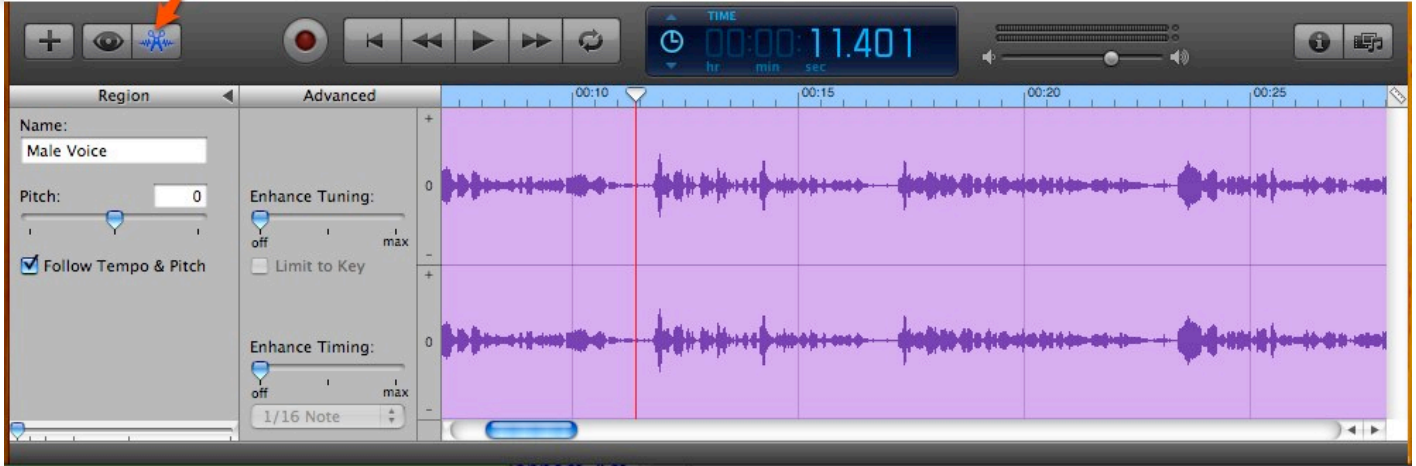 TIME
00:00:11.401
hr min sec
Region Advanced
00:10 00:15 00:20 00:25
Name:
Male Voice
Pitch: 0
Follow Tempo & Pitch
Enhance Tuning:
off max
Limit to Key
Enhance Timing:
off max
1/16 Note
+
0
-
+
0
-